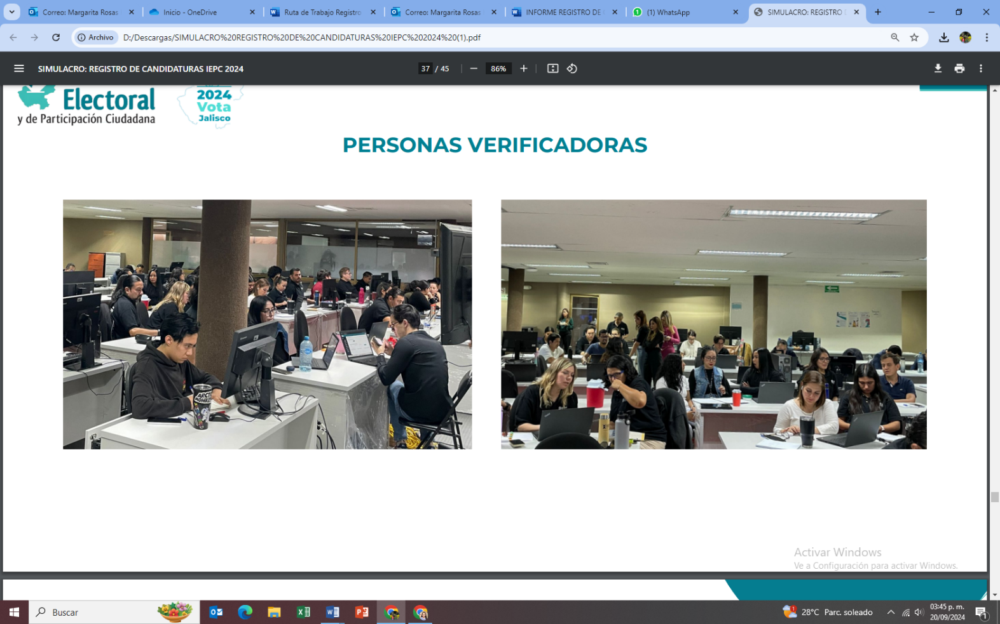 Correo: Margarita Rosas
Inicio - OneDrive
Ruta de Trabajo Registro
Correo: Margarita Rosas
INFORME REGISTRO DE
(1) WhatsApp
SIMULACRO: REGISTRO
Archivo
D:/Descargas/SIMULACRO%20REGISTRO%20DE%20CANDIDATURAS%20IEPC%202024%20(1).pdf
SIMULACRO: REGISTRO DE CANDIDATURAS IEPC 2024
37 / 45
86%
Electoral
y de Participación Ciudadana
2024
Vota
Jalisco
PERSONAS VERIFICADORAS
ARCTIC
MONKEYS
Activar Windows
Ve a Configuración para activar Windows.
Buscar
28°C Parc. soleado
03:45 p. m.
20/09/2024
1